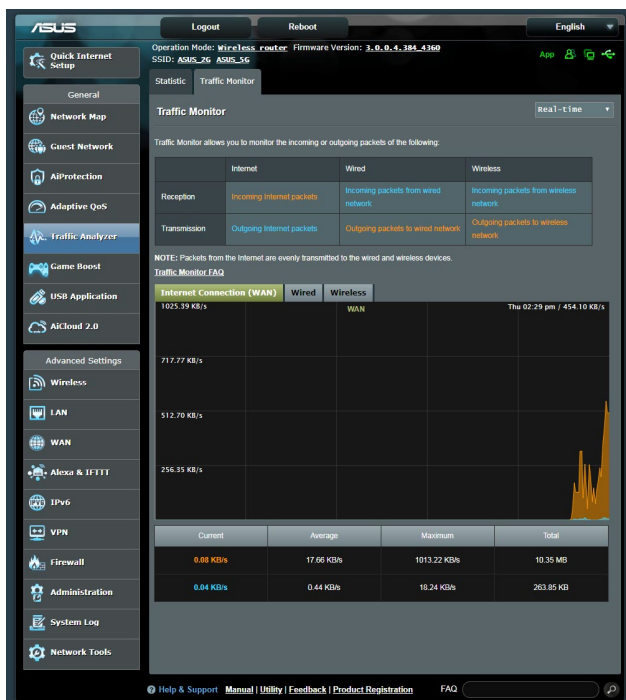 ASUS
Logout
Reboot
English
Quick Internet
Setup
Operation Mode: Wireless router Firmware Version: 3.0.0.4.384_4360
SSID: ASUS_2G ASUS_5G
App
Statistic
Traffic Monitor
General
Network Map
Guest Network
AiProtection
Adaptive QoS
Traffic Analyzer
Game Boost
USB Application
AiCloud 2.0
Advanced Settings
Wireless
LAN
WAN
Alexa & IFTTT
IPv6
VPN
Firewall
Administration
System Log
Network Tools
Traffic Monitor
Real-time
Traffic Monitor allows you to monitor the incoming or outgoing packets of the following:
Internet Wired Wireless
Reception
Incoming Internet packets
Incoming packets from wired
network
Incoming packets from wireless
network
Transmission
Outgoing Internet packets
Outgoing packets to wired network
Outgoing packets to wireless
network
NOTE: Packets from the Internet are evenly transmitted to the wired and wireless devices.
Traffic Monitor FAQ
Internet Connection (WAN) Wired Wireless
1025.39 KB/s
WAN
Thu 02:29 pm / 454.10 KB/s
717.77 KB/s
512.70 KB/s
256.35 KB/s
Current Average Maximum Total
0.08 KB/s 17.66 KB/s 1013.22 KB/s 10.35 MB
0.04 KB/s 0.44 KB/s 18.24 KB/s 263.85 KB
Help & Support Manual | Utility | Feedback | Product Registration FAQ